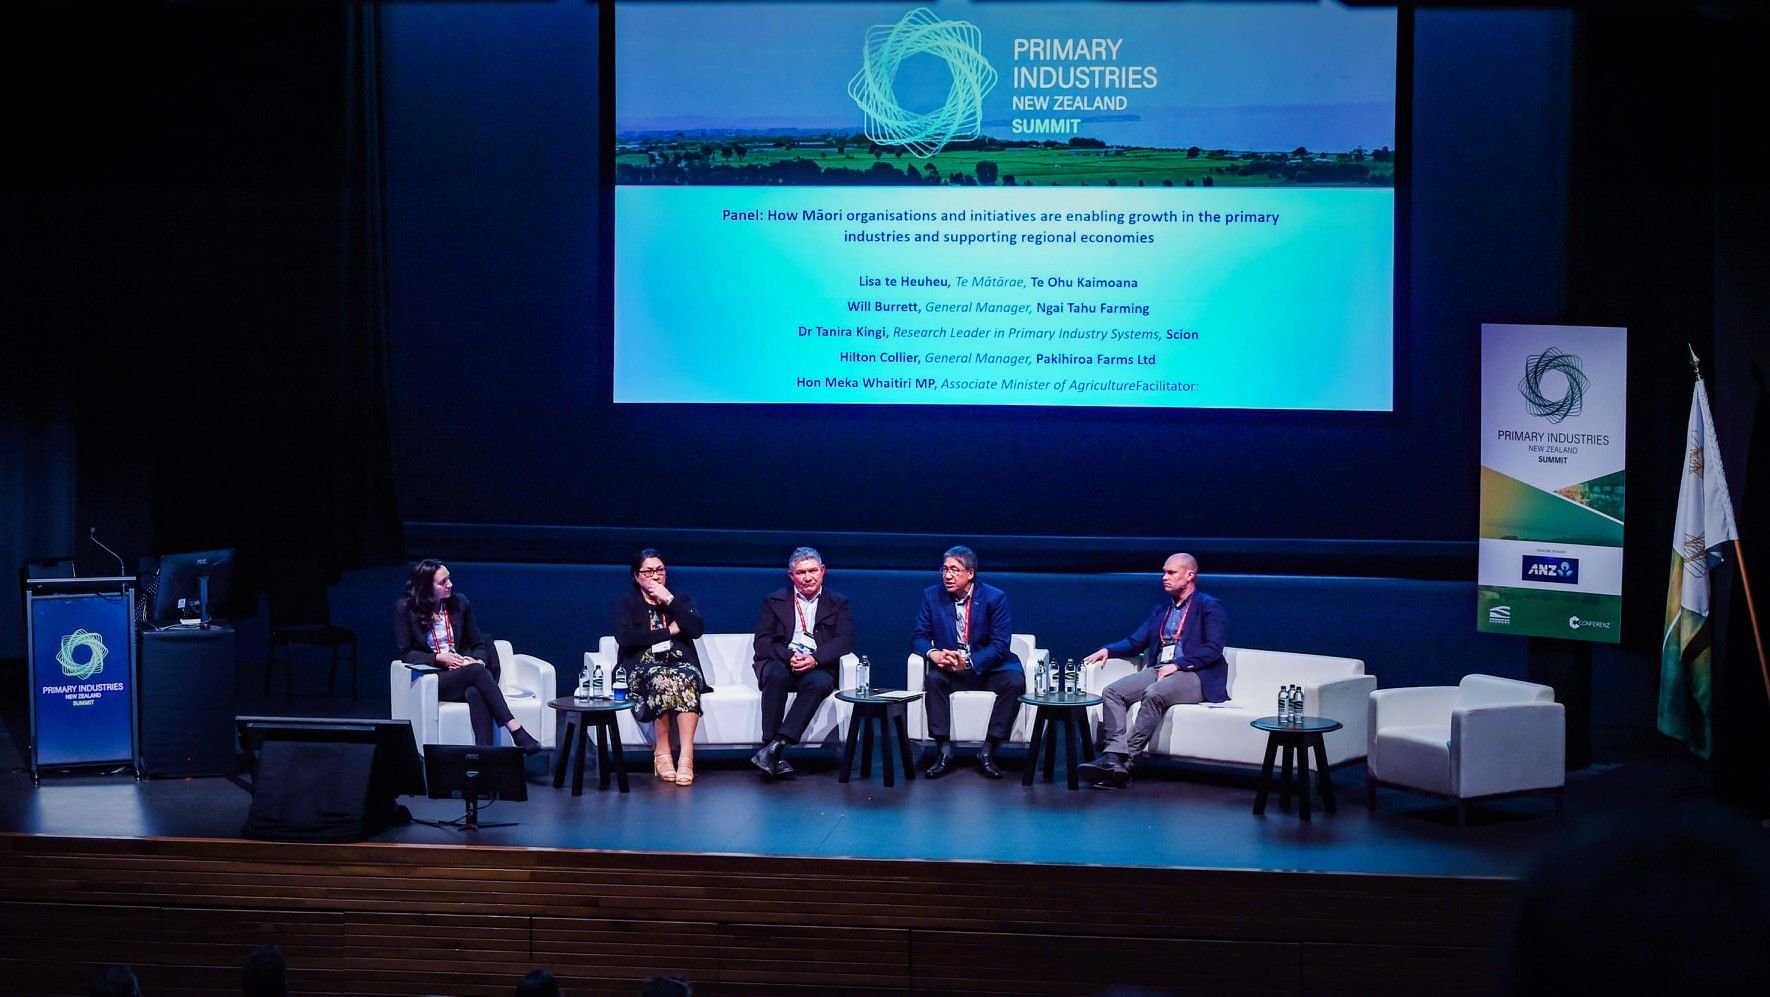 PRIMARY
INDUSTRIES
NEW ZEALAND
SUMMIT
Panel: How Māori organisations and initiatives are enabling growth in the primary
industries and supporting regional economies
Lisa te Heuheu, Te Mātārae, Te Ohu Kaimoana
Will Burrett, General Manager, Ngai Tahu Farming
Dr Tanira Kingi, Research Leader in Primary Industry Systems, Scion
Hilton Collier, General Manager, Pakihiroa Farms Ltd
Hon Meka Whaitiri MP, Associate Minister of AgricultureFacilitator:
PRIMARY INDUSTRIES
NEW ZEALAND
SUMMIT
ANZ
CONFERENZ
PRIMARY INDUSTRIES
NEW ZEALAND
SUMMIT
AOC
AOC